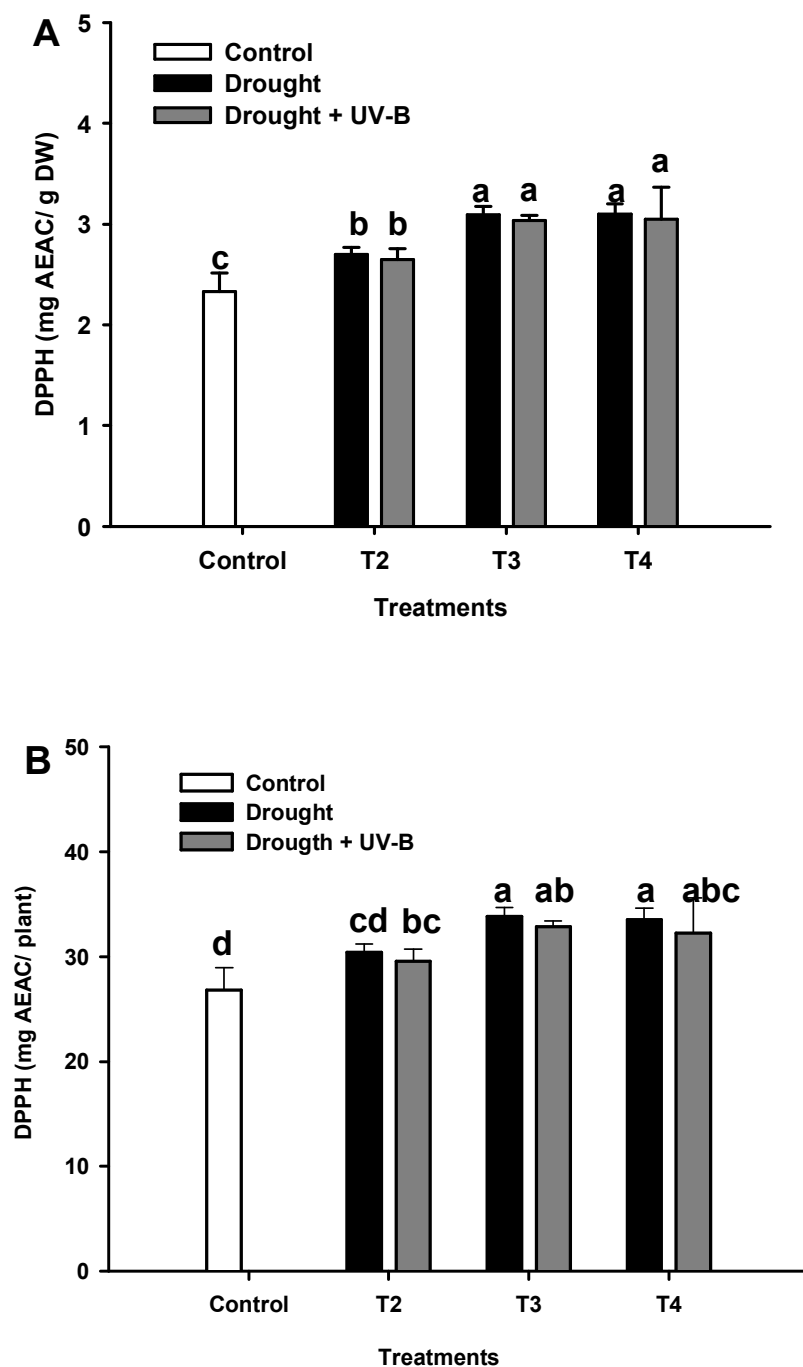 A
5
4
3
2
1
0
DPPH (mg AEAC/ g DW)
Control
Drought
Drought + UV-B
c
b b
a a
a a
Control T2 T3 T4
Treatments
B
50
40
30
20
10
0
DPPH (mg AEAC/ plant)
Control
Drought
Drougth + UV-B
d
cd bc
a ab
a abc
Control T2 T3 T4
Treatments